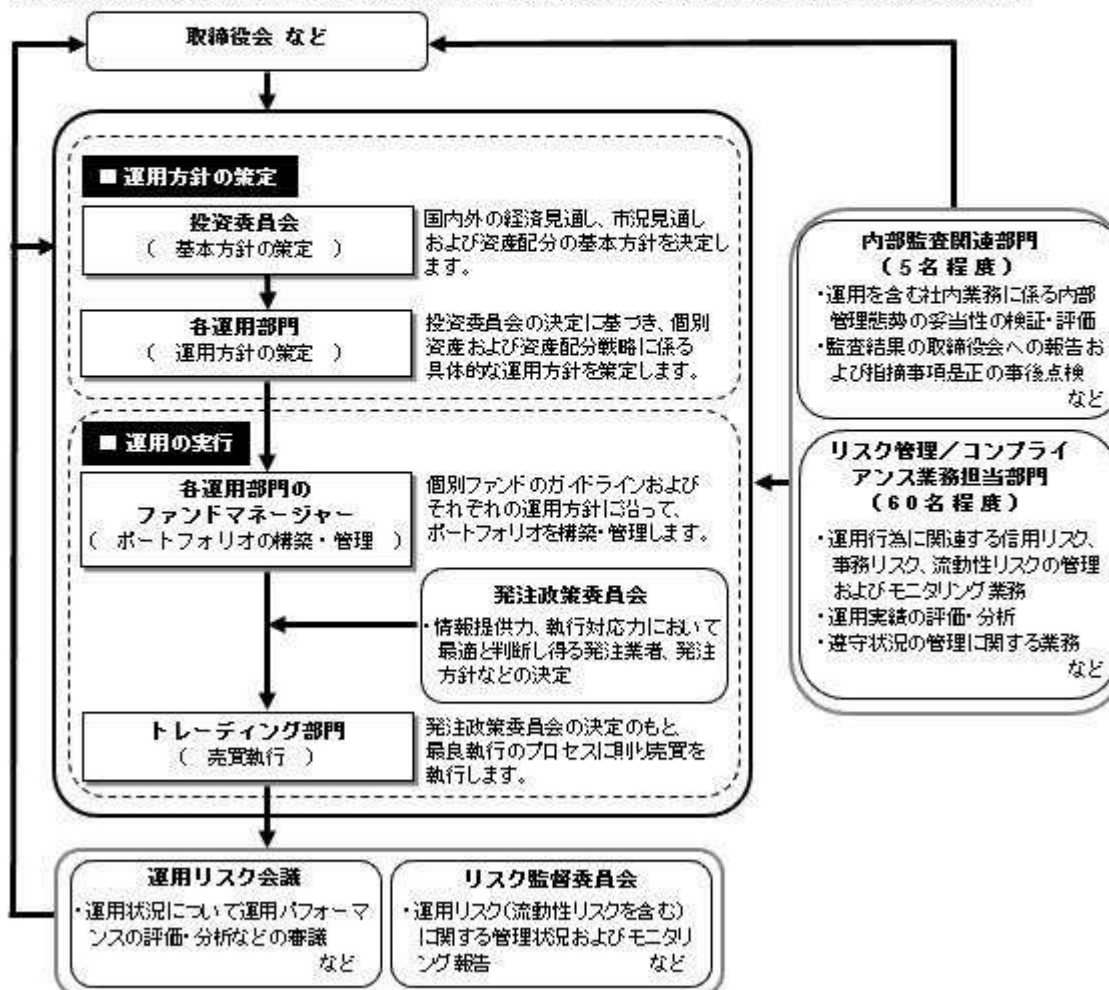 取締役会 など
■ 運用方針の策定
投資委員会
( 基本方針の策定 )
国内外の経済見通し、市況見通し
および資産配分の基本方針を決定し
ます。
各運用部門
( 運用方針の策定 )
投資委員会の決定に基づき、個別
資産および資産配分戦略に係る
具体的な運用方針を策定します。
■ 運用の実行
各運用部門の
ファンドマネージャー
( ポートフォリオの構築・管理 )
個別ファンドのガイドラインおよび
それぞれの運用方針に沿って、
ポートフォリオを構築・管理します。
発注政策委員会
・情報提供力、執行対応力において
最適と判断し得る発注業者、発注
方針などの決定
トレーディング部門
( 売買執行 )
発注政策委員会の決定のもと、
最良執行のプロセスに則り売買を
執行します。
内部監査関連部門
(5名程度)
・運用を含む社内業務に係る内部
管理態勢の妥当性の検証・評価
・監査結果の取締役会への報告お
よび指摘事項是正の事後点検
など
リスク管理/コンプライ
アンス業務担当部門
(60名程度)
・運用行為に関連する信用リスク、
事務リスク、流動性リスクの管理
およびモニタリング業務
・運用実績の評価・分析
・遵守状況の管理に関する業務
など
運用リスク会議
・運用状況について運用パフォーマ
ンスの評価・分析などの審議
など
リスク監督委員会
・運用リスク(流動性リスクを含む)
に関する管理状況およびモニタリ
ング報告 など